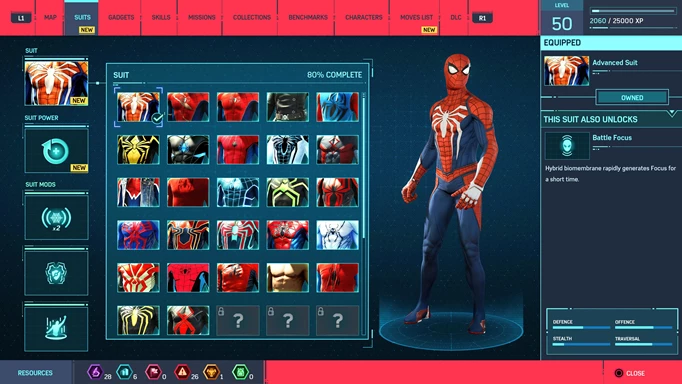 L1 MAP SUITS GADGETS SKILLS MISSIONS COLLECTIONS BENCHMARKS CHARACTERS MOVES LIST DLC R1
NEW
NEW
LEVEL
50
2060 / 25000 XP
EQUIPPED
Advanced Suit
OWNED
THIS SUIT ALSO UNLOCKS
Battle Focus
Hybrid biomembrane rapidly generates Focus for
a short time.
DEFENCE
OFFENCE
STEALTH
TRAVERSAL
SUIT
NEW
SUIT POWER
NEW
SUIT MODS
x2
SUIT
80% COMPLETE
? ? ?
RESOURCES
28 6 0 26 1 0
CLOSE